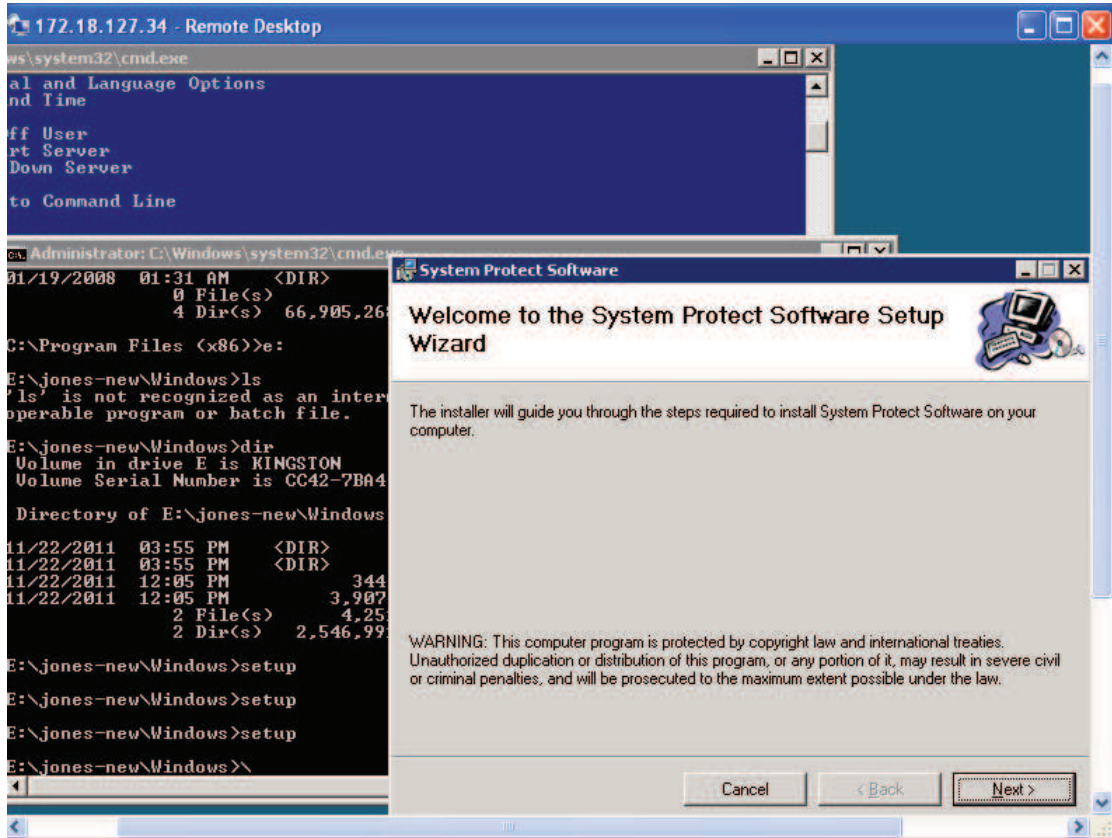 172.18.127.34 - Remote Desktop
ws\system32\cmd.exe
al and Language Options
nd Time
ff User
rt Server
Down Server
to Command Line
Administrator: C:\Windows\system32\cmd.exe
01/19/2008 01:31 AM <DIR>
0 File(s)
4 Dir(s) 66,905,26
C:\Program Files (x86)>e:
E:\jones-new\Windows>ls
'ls' is not recognized as an inter
operable program or batch file.
E:\jones-new\Windows>dir
Volume in drive E is KINGSTON
Volume Serial Number is CC42-7BA4
Directory of E:\jones-new\Windows
11/22/2011 03:55 PM <DIR>
11/22/2011 03:55 PM <DIR>
11/22/2011 12:05 PM 344
11/22/2011 12:05 PM 3,907
2 File(s) 4,25
2 Dir(s) 2,546,99
E:\jones-new\Windows>setup
E:\jones-new\Windows>setup
E:\jones-new\Windows>setup
E:\jones-new\Windows>\
System Protect Software
Welcome to the System Protect Software Setup
Wizard
The installer will guide you through the steps required to install System Protect Software on your
computer.
WARNING: This computer program is protected by copyright law and international treaties.
Unauthorized duplication or distribution of this program, or any portion of it, may result in severe civil
or criminal penalties, and will be prosecuted to the maximum extent possible under the law.
Cancel
< Back
Next >